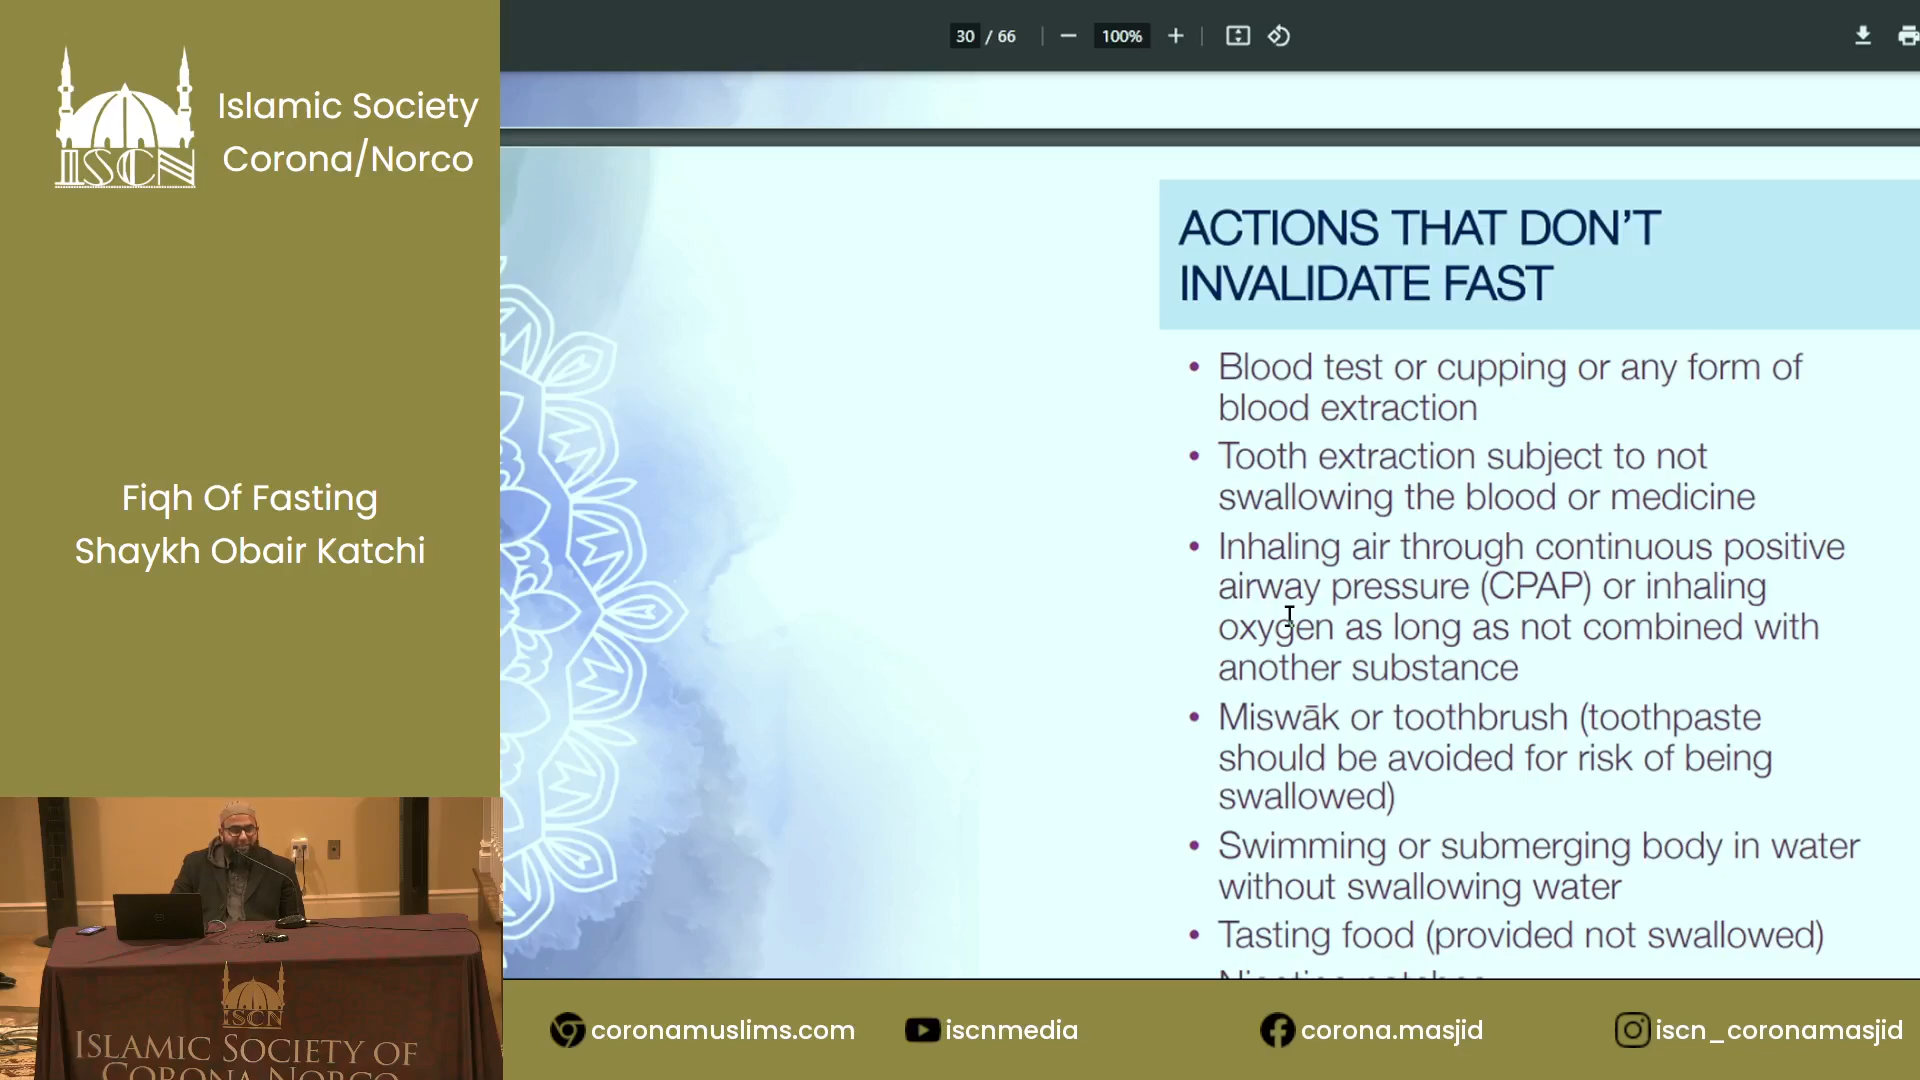 ISCN
Islamic Society
Corona/Norco
Fiqh Of Fasting
Shaykh Obair Katchi
30 / 66
100%
ACTIONS THAT DON'T
INVALIDATE FAST
• Blood test or cupping or any form of
blood extraction
• Tooth extraction subject to not
swallowing the blood or medicine
• Inhaling air through continuous positive
airway pressure (CPAP) or inhaling
oxygen as long as not combined with
another substance
• Miswāk or toothbrush (toothpaste
should be avoided for risk of being
swallowed)
• Swimming or submerging body in water
without swallowing water
• Tasting food (provided not swallowed)
ISCN
ISLAMIC SOCIETY OF
CORONA NORCO
coronamuslims.com
iscnmedia
corona.masjid
iscn_coronamasjid